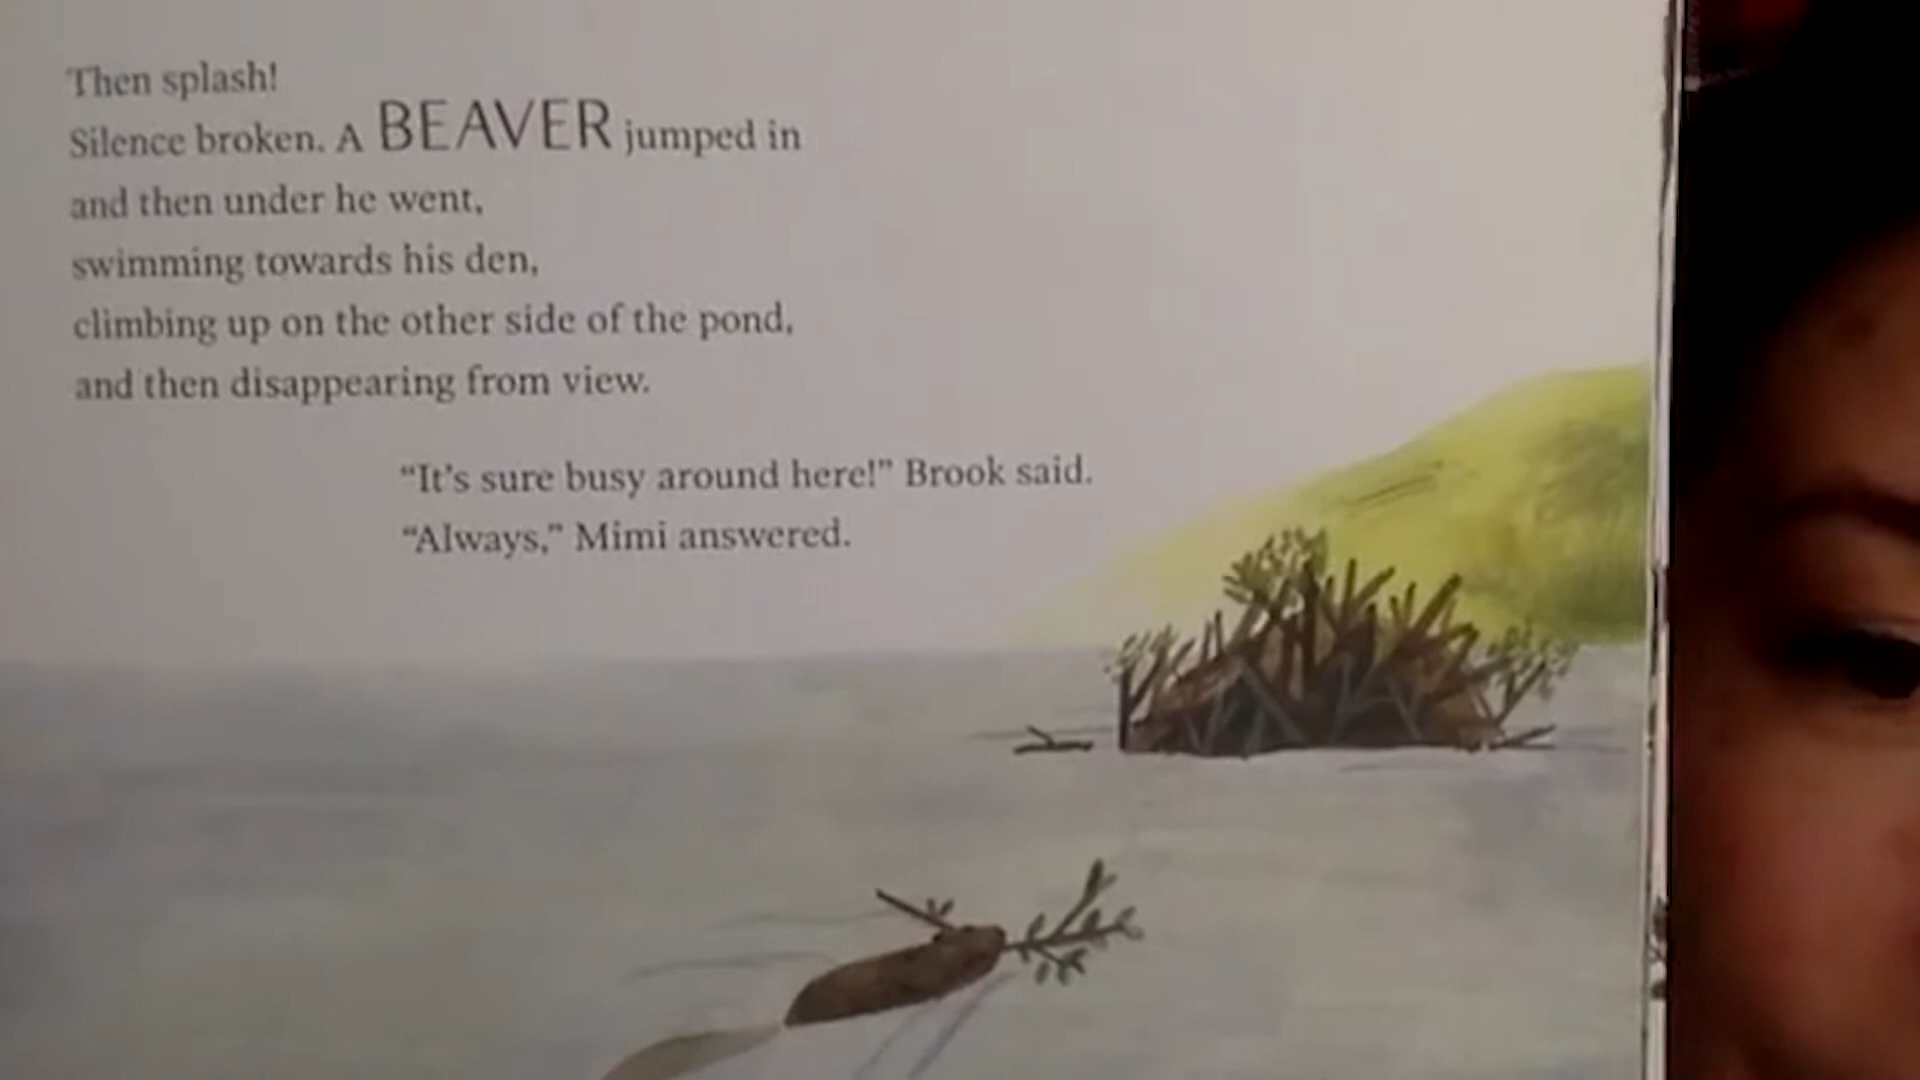 Then splash!
Silence broken. A BEAVER jumped in
and then under he went,
swimming towards his den,
climbing up on the other side of the pond,
and then disappearing from view.
“It’s sure busy around here!” Brook said.
“Always,” Mimi answered.